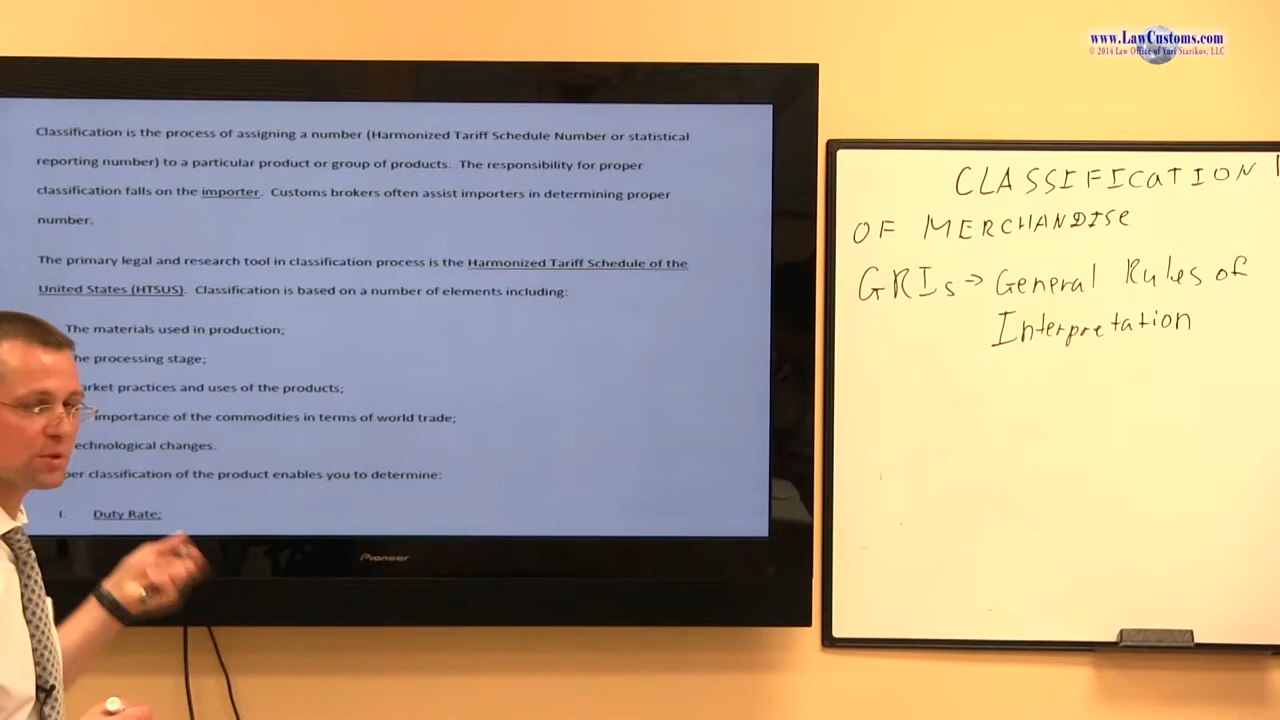 www.LawCustoms.com
© 2014 Law Office of Yuri Starikov, LLC
Classification is the process of assigning a number (Harmonized Tariff Schedule Number or statistical
reporting number) to a particular product or group of products. The responsibility for proper
classification falls on the importer. Customs brokers often assist importers in determining proper
number.
The primary legal and research tool in classification process is the Harmonized Tariff Schedule of the
United States (HTSUS). Classification is based on a number of elements including:
The materials used in production;
he processing stage;
arket practices and uses of the products;
importance of the commodities in terms of world trade;
echnological changes.
per classification of the product enables you to determine:
I. Duty Rate;
Pioneer
CLASSIFICATION
OF MERCHANDISE
GRIs → General Rules of
Interpretation